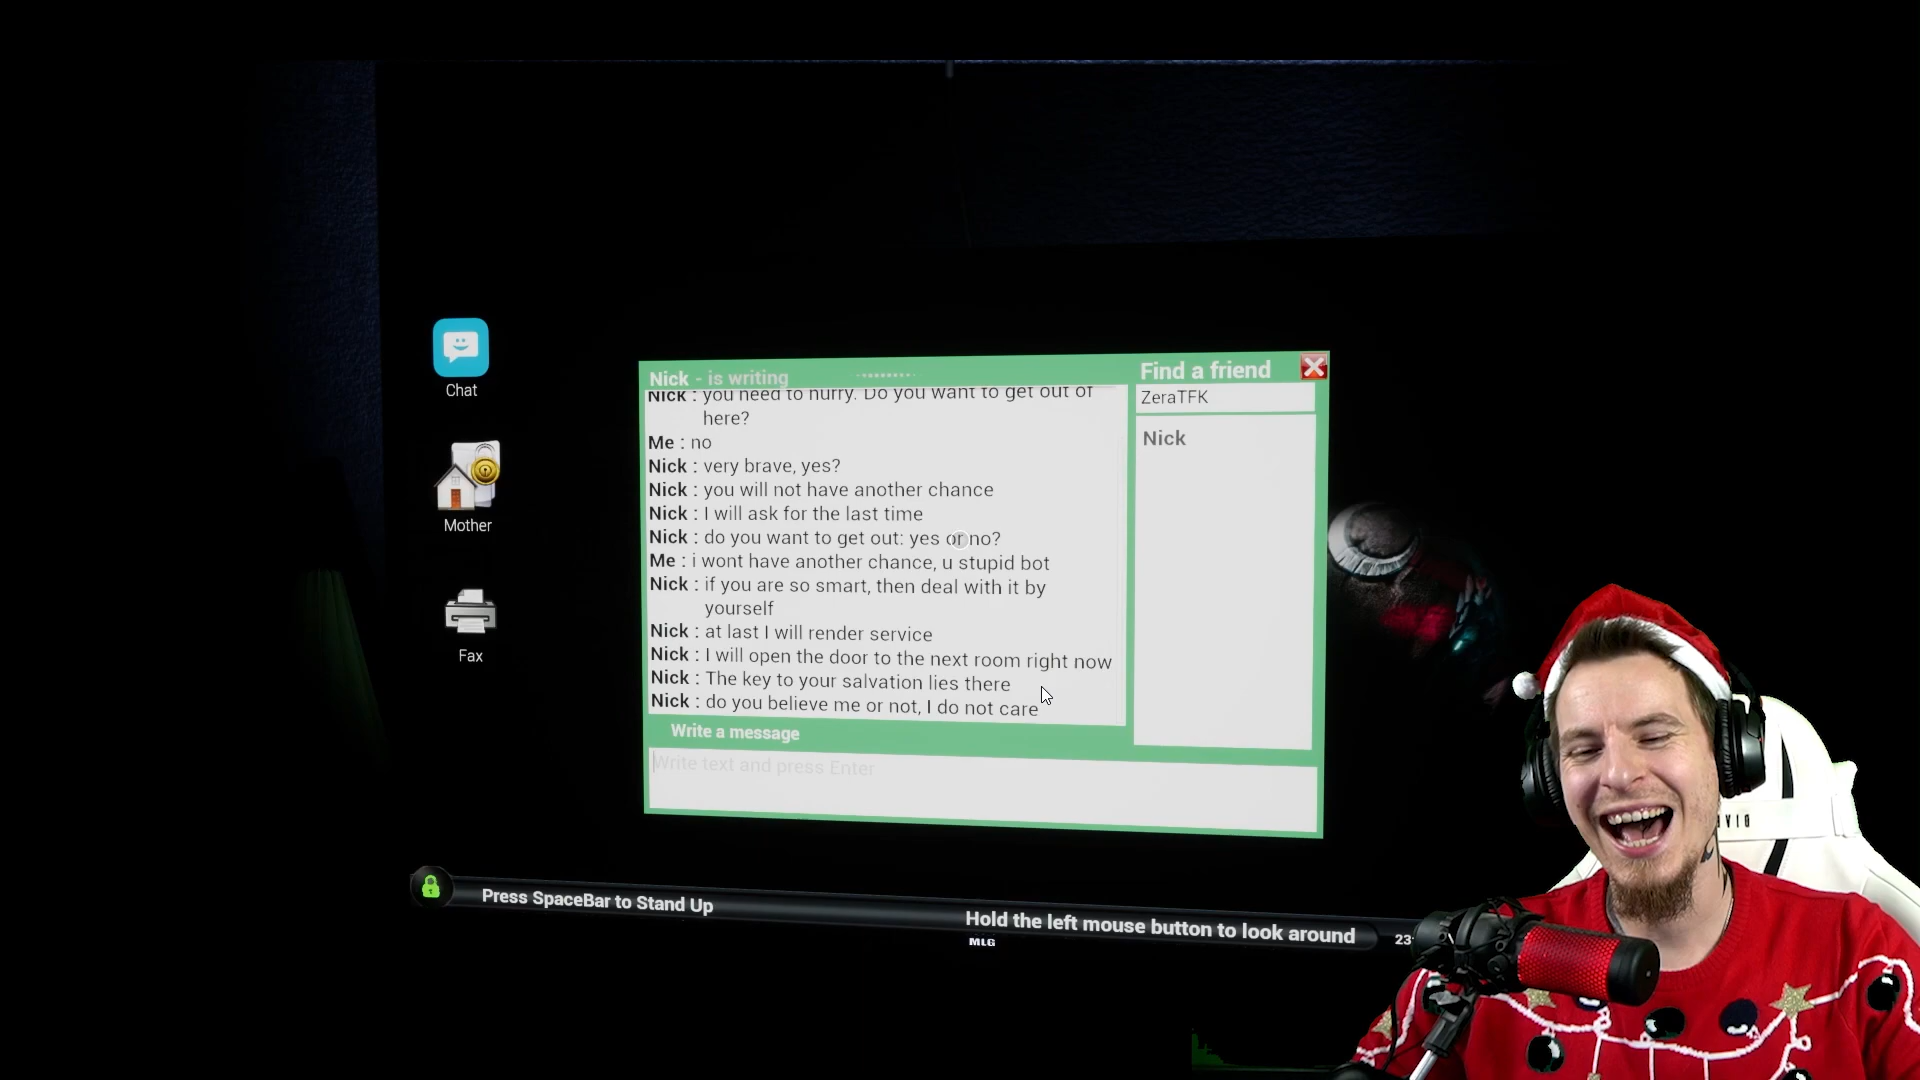 Nick - is writing
Find a friend
ZeraTFK
Nick
Nick : you need to hurry. Do you want to get out of
here?
Me : no
Nick : very brave, yes?
Nick : you will not have another chance
Nick : I will ask for the last time
Nick : do you want to get out: yes or no?
Me : i wont have another chance, u stupid bot
Nick : if you are so smart, then deal with it by
yourself
Nick : at last I will render service
Nick : I will open the door to the next room right now
Nick : The key to your salvation lies there
Nick : do you believe me or not, I do not care
Write a message
Write text and press Enter
Chat
Mother
Fax
Press SpaceBar to Stand Up
Hold the left mouse button to look around
MLG
23